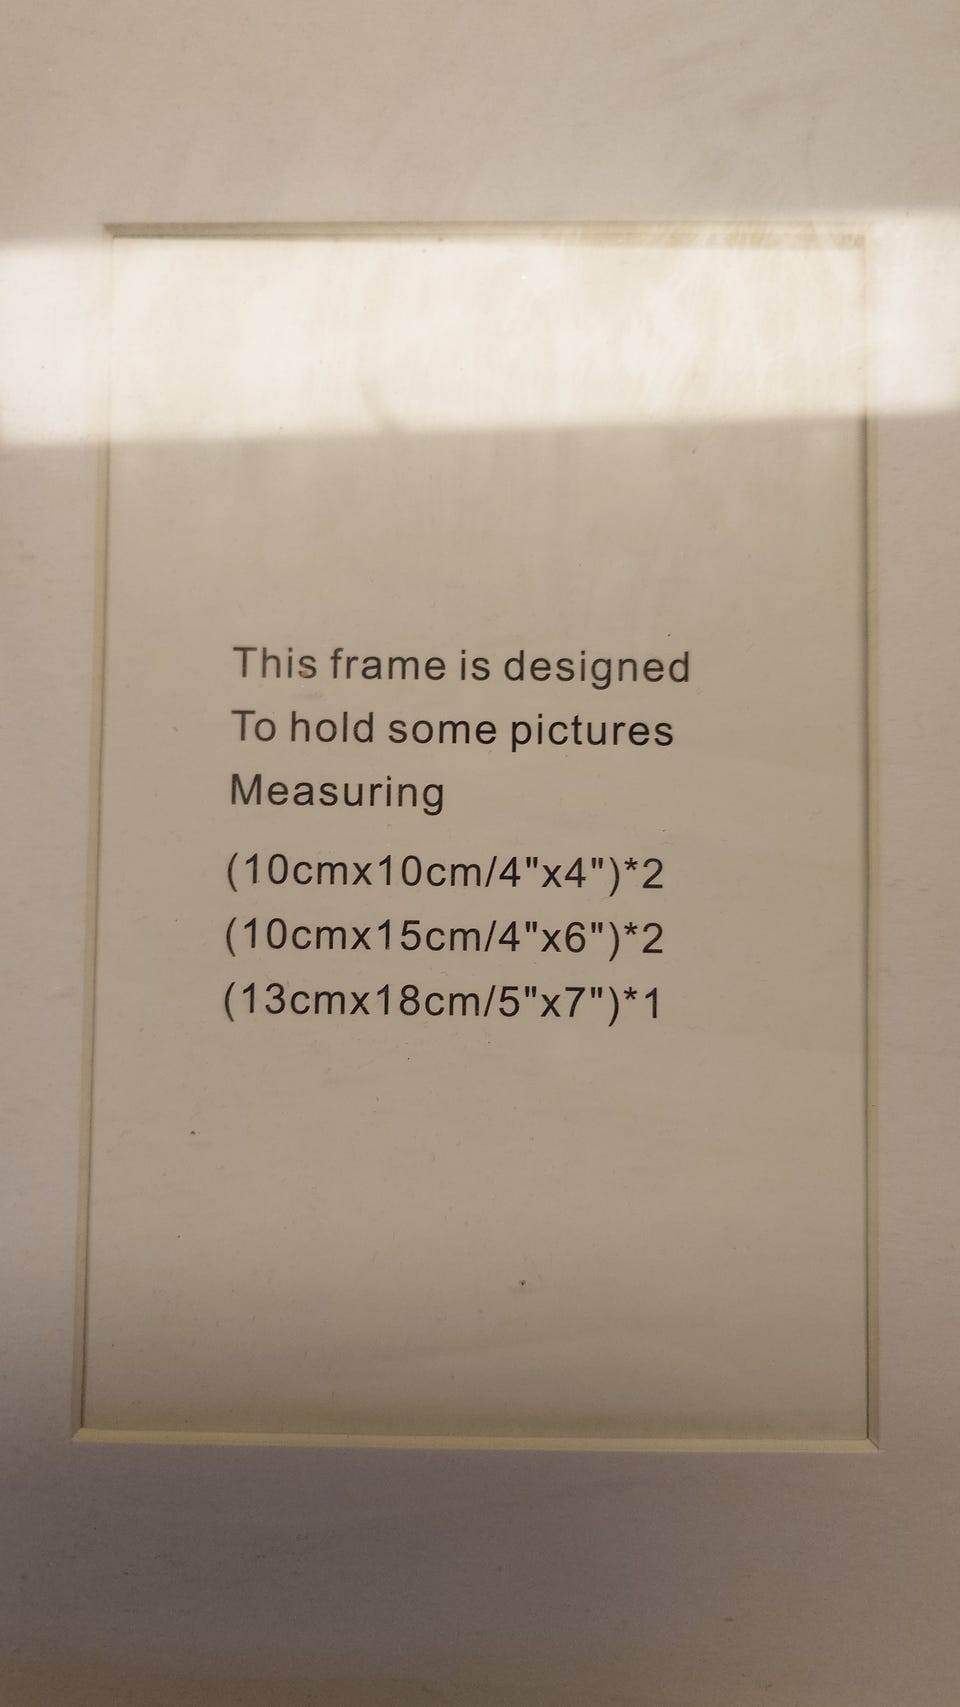 This frame is designed
To hold some pictures
Measuring
(10cmx10cm/4"x4")*2
(10cmx15cm/4"x6")*2
(13cmx18cm/5"x7")*1